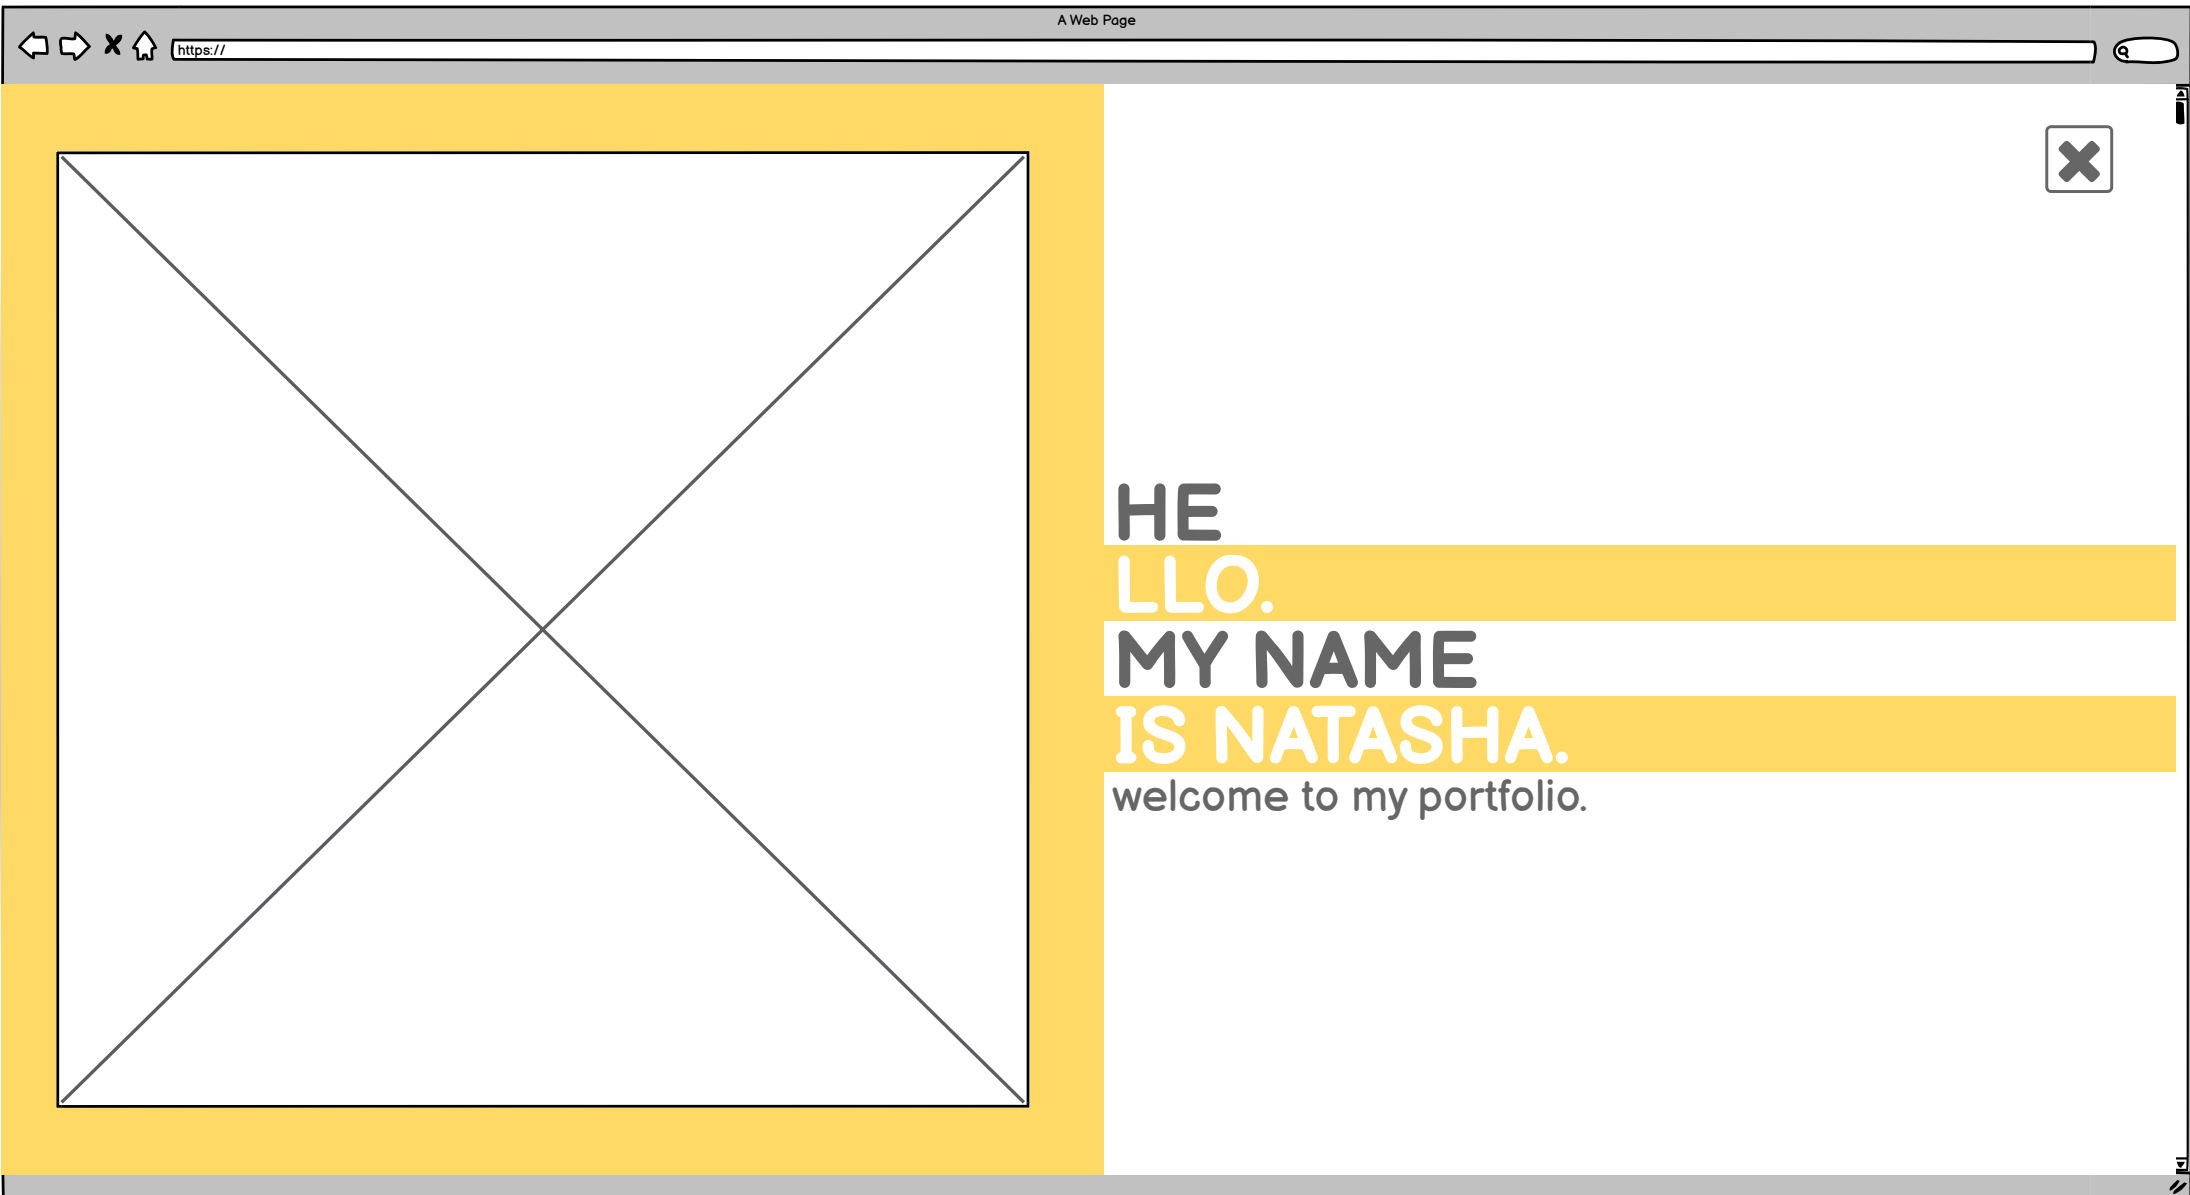 A Web Page
https://
HE
LLO.
MY NAME
IS NATASHA.
welcome to my portfolio.